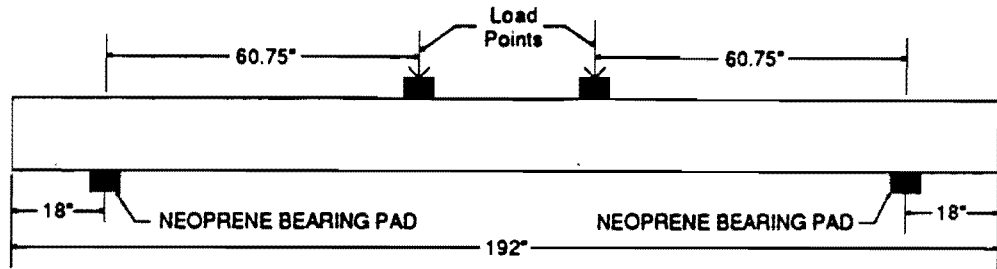 Load
Points
60.75"
60.75"
18"
NEOPRENE BEARING PAD
NEOPRENE BEARING PAD
18"
192"